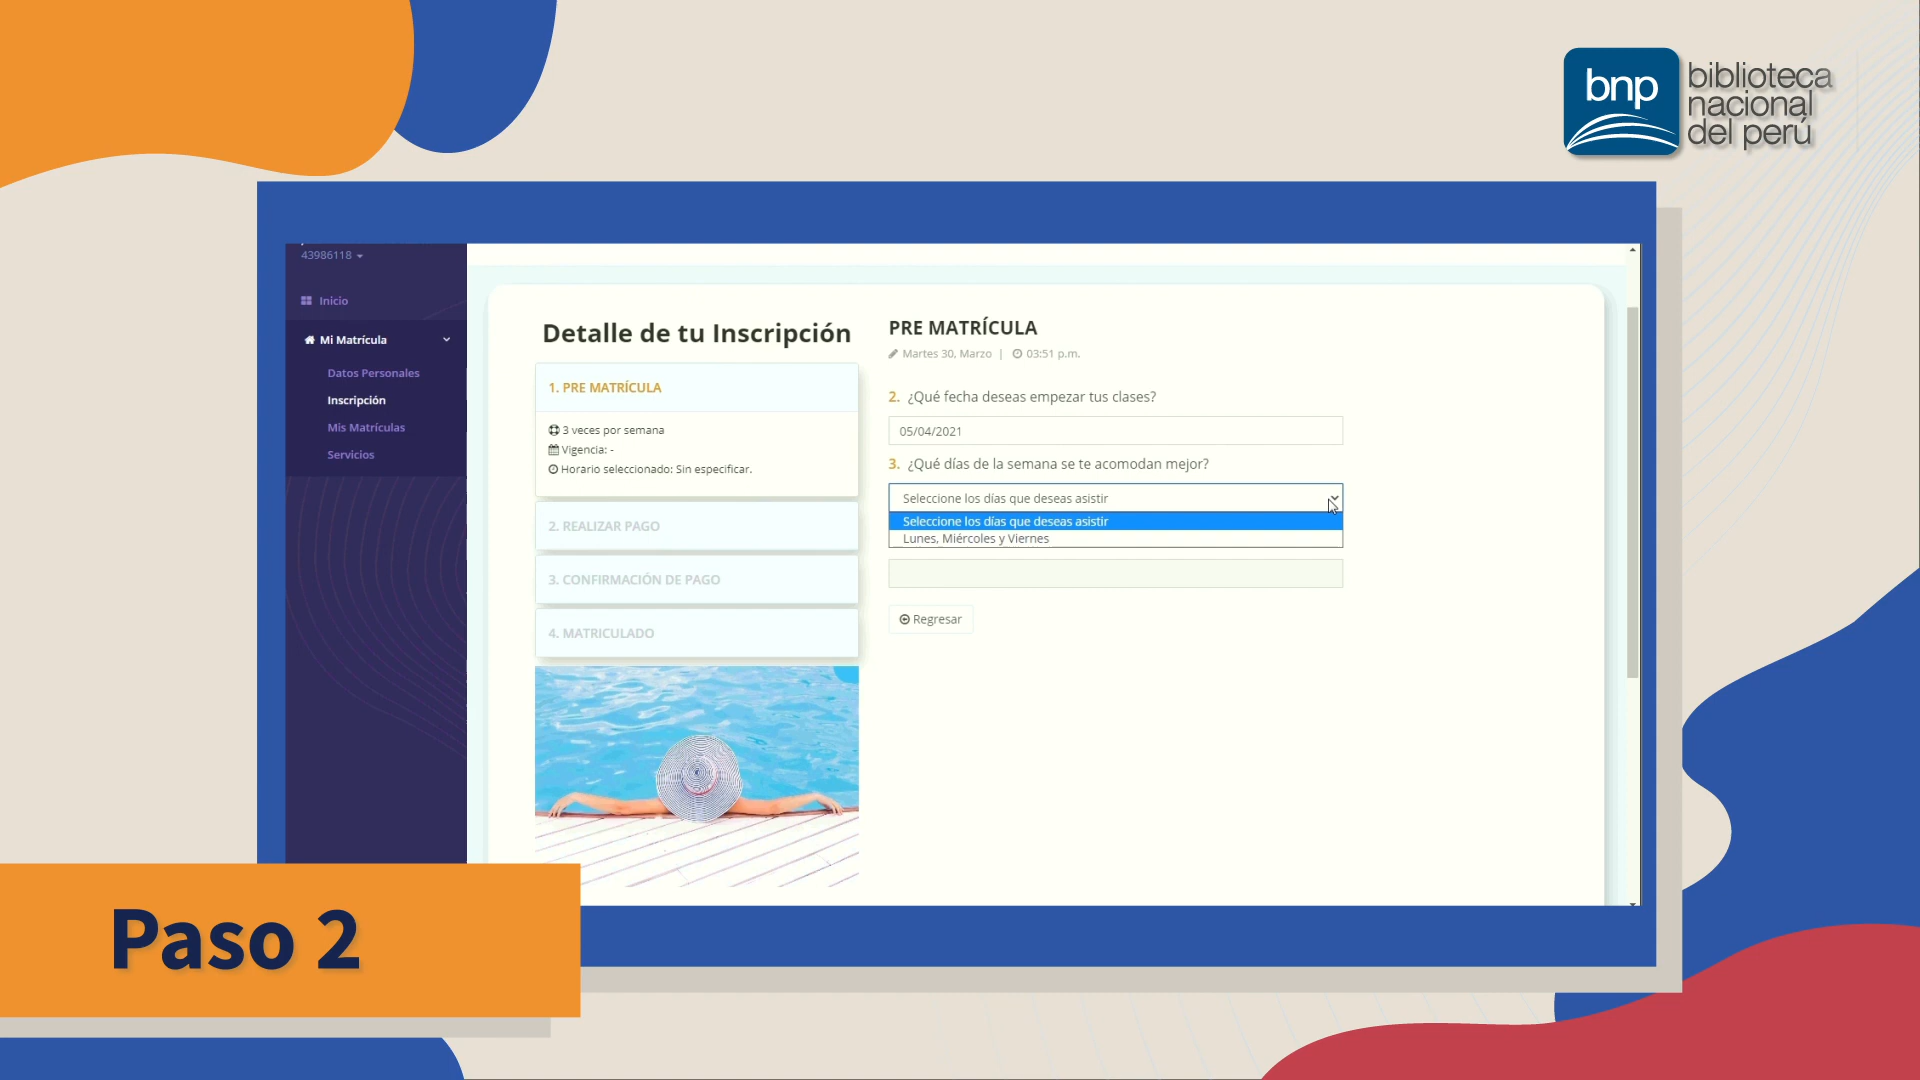 bnp
biblioteca
nacional
del perú
43986118
Inicio
Mi Matrícula
Datos Personales
Inscripción
Mis Matrículas
Servicios
Detalle de tu Inscripción
1. PRE MATRÍCULA
3 veces por semana
Vigencia: -
Horario seleccionado: Sin especificar.
2. REALIZAR PAGO
3. CONFIRMACIÓN DE PAGO
4. MATRICULADO
PRE MATRÍCULA
Martes 30, Marzo | 03:51 p.m.
2. ¿Qué fecha deseas empezar tus clases?
05/04/2021
3. ¿Qué días de la semana se te acomodan mejor?
Seleccione los días que deseas asistir
Seleccione los días que deseas asistir
Lunes, Miércoles y Viernes
Regresar
Paso 2